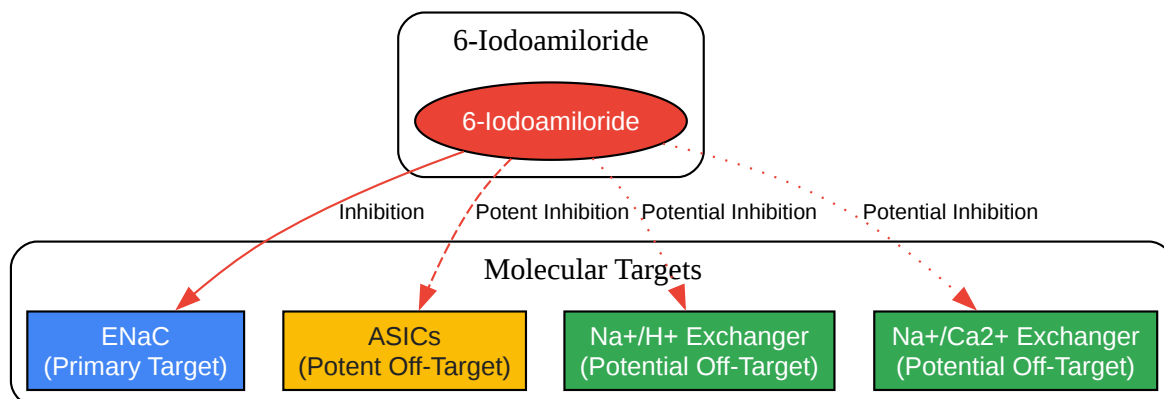 6-Iodoamiloride
6-Iodoamiloride
Inhibition
Potent Inhibition
Potential Inhibition
Potential Inhibition
Molecular Targets
ENaC
(Primary Target)
ASICs
(Potent Off-Target)
Na+/H+ Exchanger
(Potential Off-Target)
Na+/Ca2+ Exchanger
(Potential Off-Target)